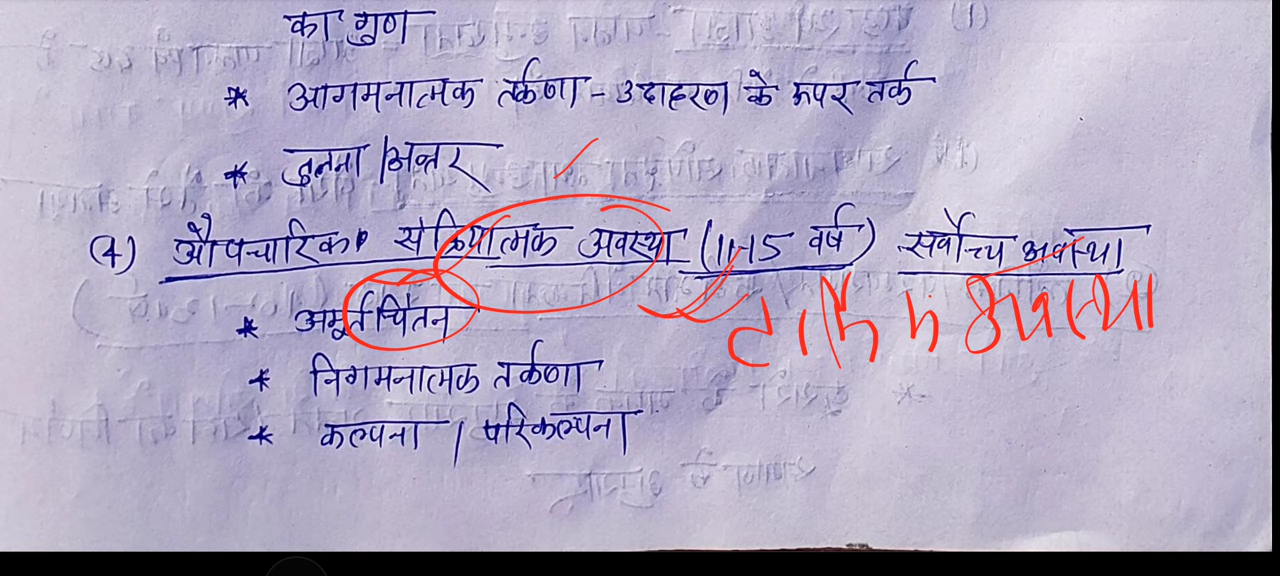 का गुण
* आगमनात्मक तर्कणा - उदाहरण के ऊपर तर्क
* तुलना / अन्तर
(4) औपचारिक संक्रियात्मक अवस्था (11-15 वर्ष) सर्वोच्च अवस्था
* अमूर्त चिंतन
तार्किक अवस्था
* निगमनात्मक तर्कणा
* कल्पना / परिकल्पना